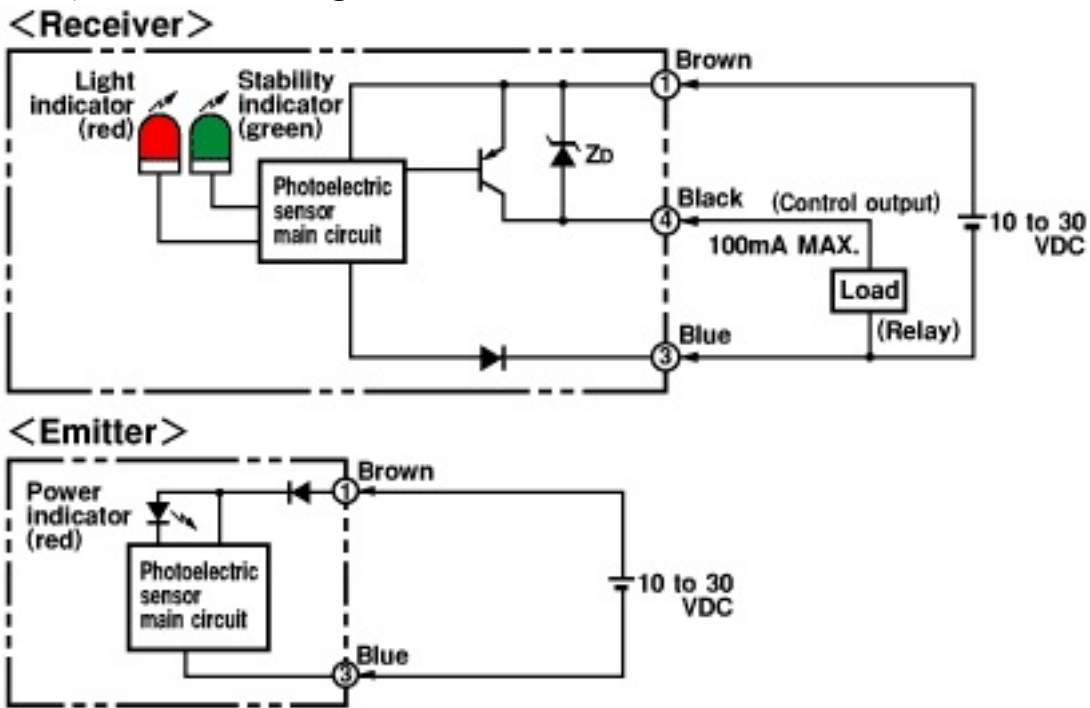 <Receiver>
Light
indicator
(red)
Stability
indicator
(green)
Photoelectric
sensor
main circuit
ZD
1
Brown
4
Black
(Control output)
100mA MAX.
Load
(Relay)
3
Blue
10 to 30
VDC
<Emitter>
Power
indicator
(red)
Photoelectric
sensor
main circuit
1
Brown
3
Blue
10 to 30
VDC